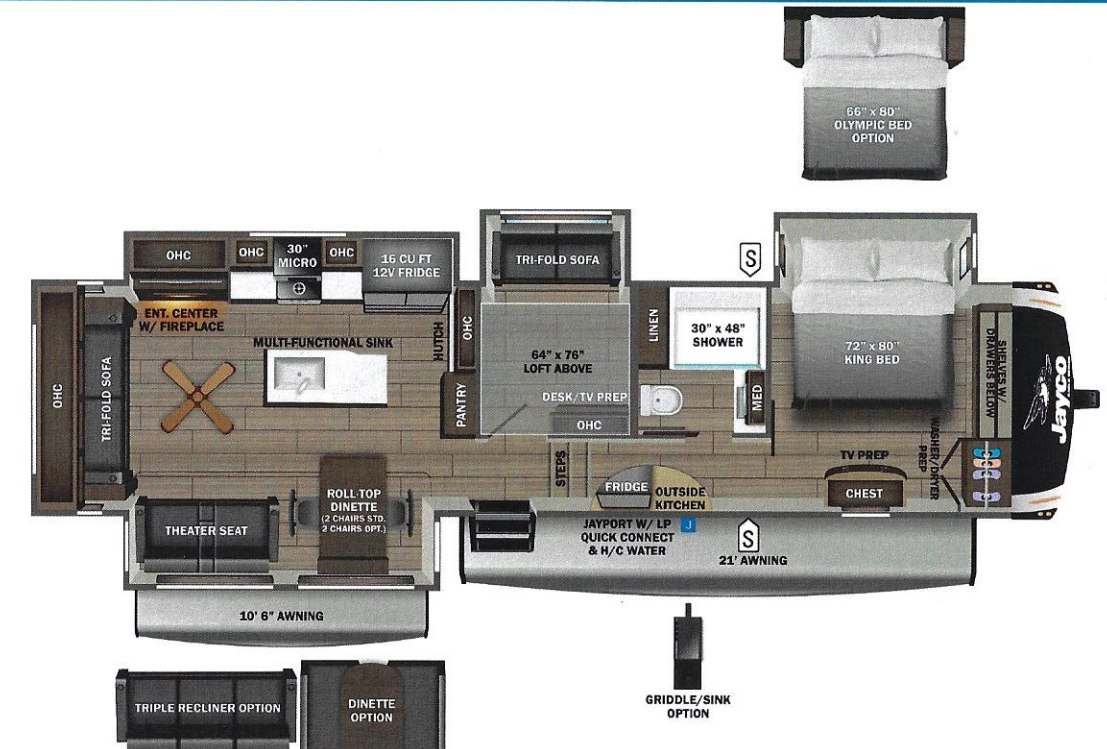 66" x 80"
OLYMPIC BED
OPTION
OHC
OHC
30"
MICRO
OHC
16 CU FT
12V FRIDGE
TRI-FOLD SOFA
S
ENT. CENTER
W/ FIREPLACE
MULTI-FUNCTIONAL SINK
HUTCH
OHC
LINEN
30" x 48"
SHOWER
72" x 80"
KING BED
SHELVES W/
DRAWERS BELOW
Jayco
OHC
TRI-FOLD SOFA
64" x 76"
LOFT ABOVE
PANTRY
DESK/TV PREP
OHC
MED
STEPS
WASHER/DRYER
PREP
TV PREP
CHEST
FRIDGE
OUTSIDE
KITCHEN
THEATER SEAT
ROLL-TOP
DINETTE
(2 CHAIRS STD.
2 CHAIRS OPT.)
JAYPORT W/ LP
QUICK CONNECT
& H/C WATER
J
S
21' AWNING
10' 6" AWNING
GRIDDLE/SINK
OPTION
TRIPLE RECLINER OPTION
DINETTE
OPTION